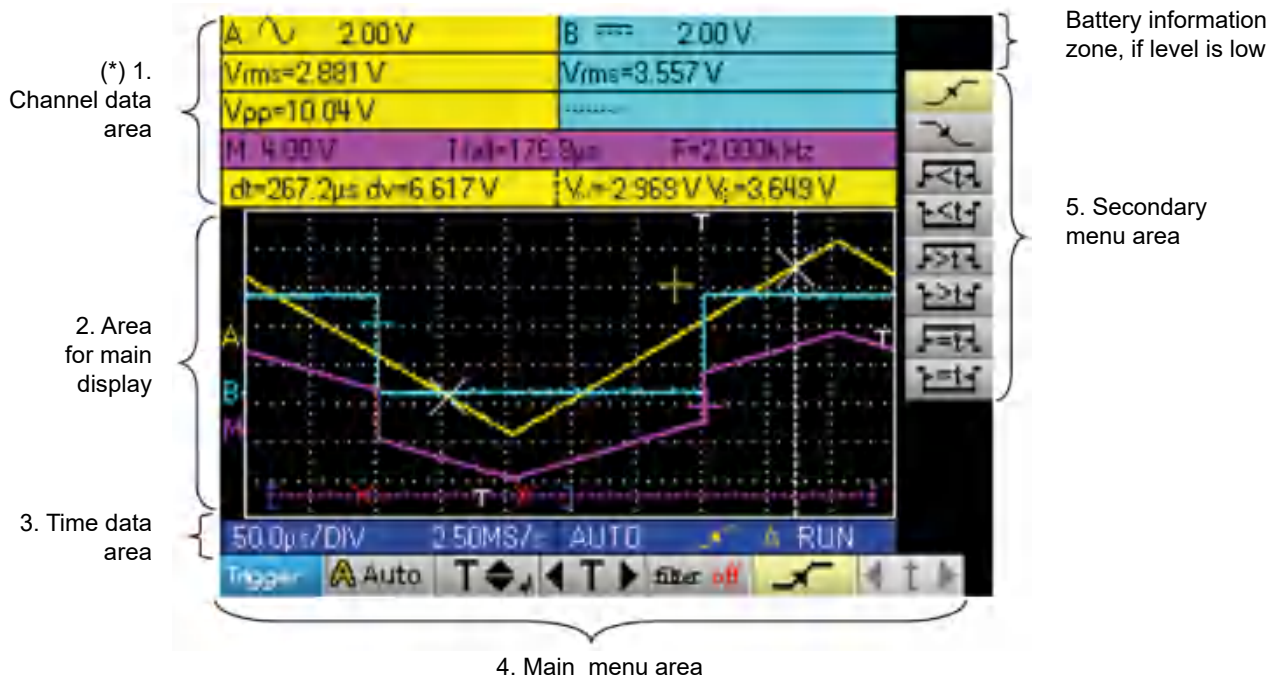 Battery information
zone, if level is low
(*) 1.
Channel data
area
A 2.00 V
B 2.00 V
Vrms=2.881 V
Vrms=3.557 V
Vpp=10.04 V
M 4.00 V F=2.000kHz
dt=267.2µs dv=6.617 V
5. Secondary
menu area
<t
<t
>t
>t
=t
=t
2. Area
for main
display
T
A
T
B
M
T
3. Time data
area
50.0µs/DIV 2.50MS/s AUTO A RUN
Trigger A Auto T T filter off t
4. Main menu area